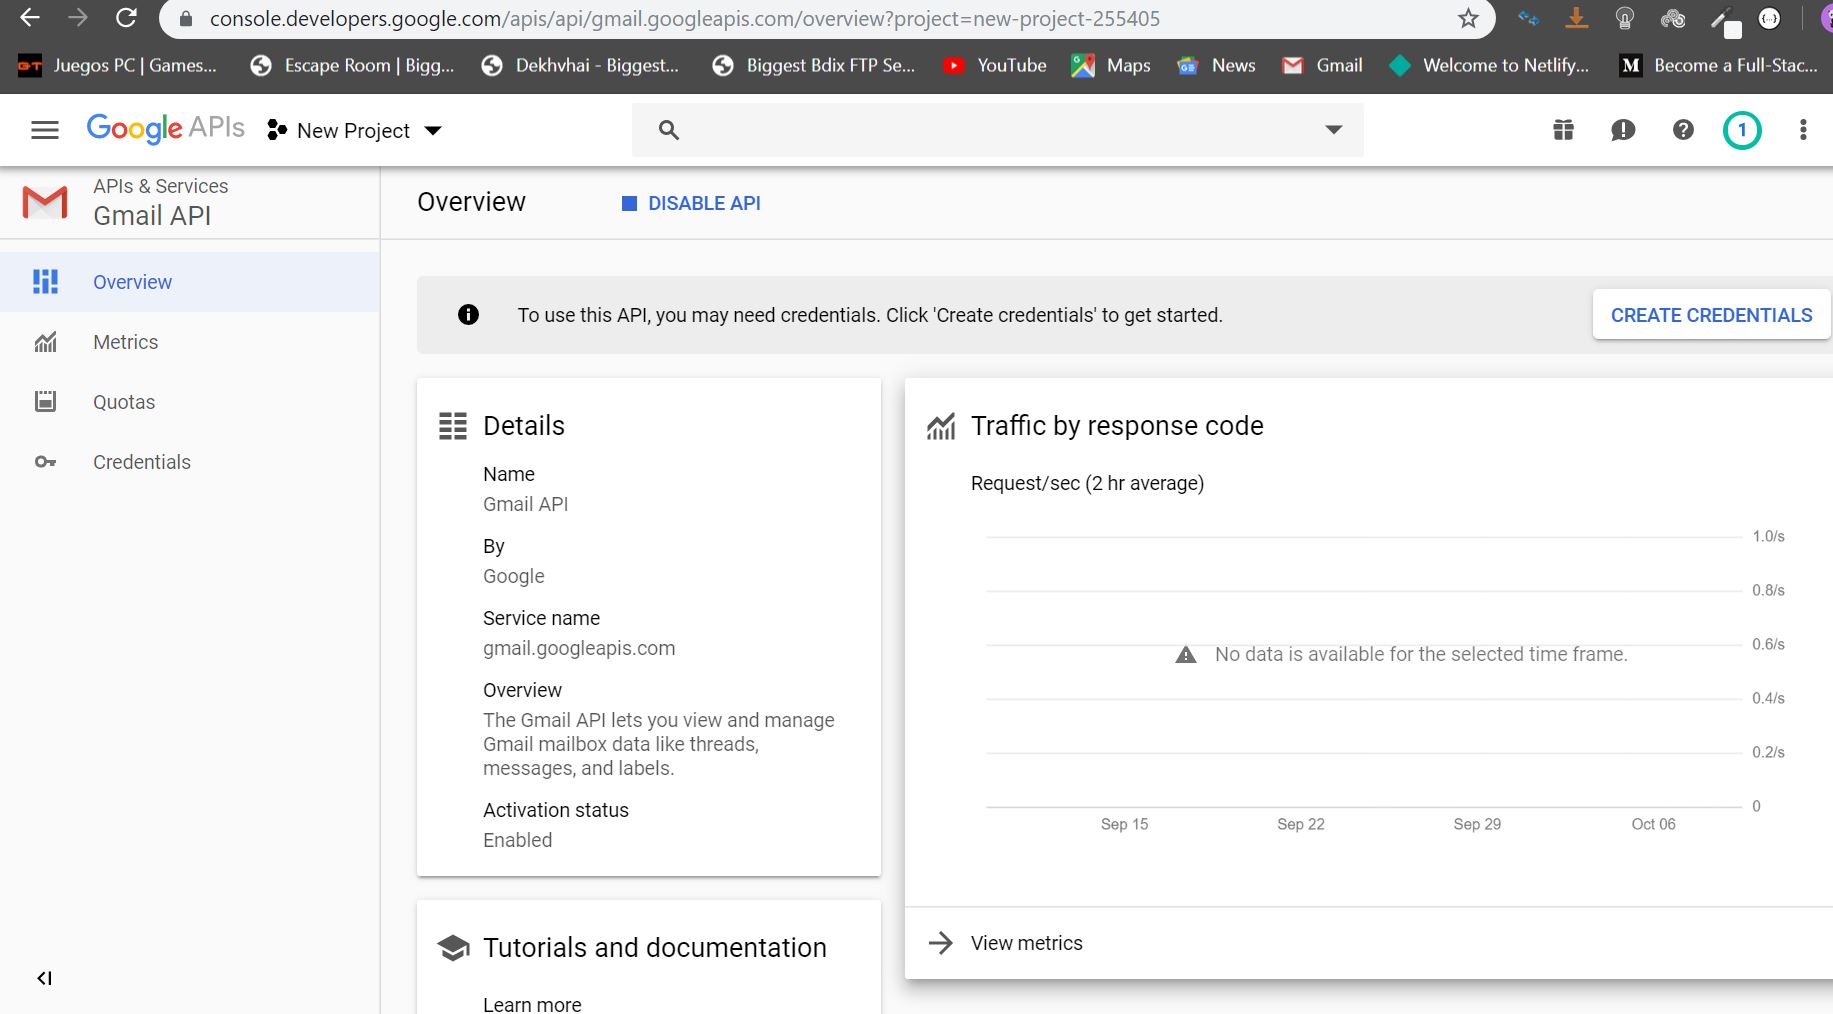 console.developers.google.com/apis/api/gmail.googleapis.com/overview?project=new-project-255405
GT Juegos PC | Games... Escape Room | Bigg... Dekhvhai - Biggest... Biggest Bdix FTP Se... YouTube Maps News Gmail Welcome to Netlify... M Become a Full-Stac...
Google APIs New Project 1
APIs & Services
Gmail API
Overview DISABLE API
Overview
Metrics
Quotas
Credentials
To use this API, you may need credentials. Click 'Create credentials' to get started. CREATE CREDENTIALS
Details
Name
Gmail API
By
Google
Service name
gmail.googleapis.com
Overview
The Gmail API lets you view and manage
Gmail mailbox data like threads,
messages, and labels.
Activation status
Enabled
Traffic by response code
Request/sec (2 hr average)
1.0/s
0.8/s
0.6/s
No data is available for the selected time frame.
0.4/s
0.2/s
0
Sep 15 Sep 22 Sep 29 Oct 06
View metrics
Tutorials and documentation
Learn more